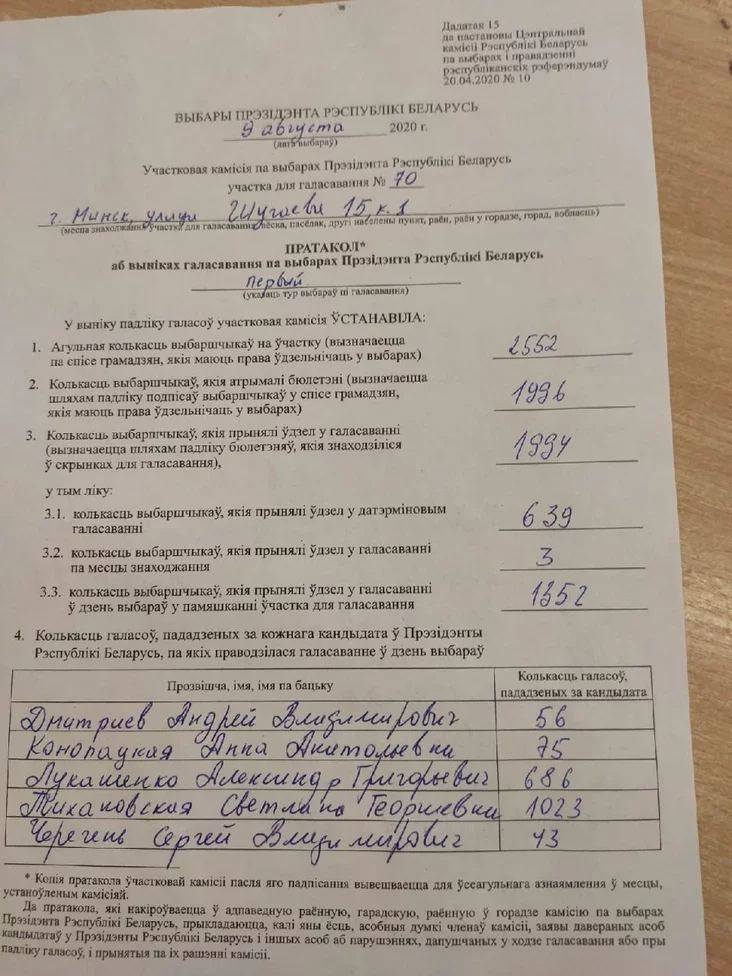 Дадатак 15
да пастановы Цэнтральнай
камісіі Рэспублікі Беларусь
па выбарах і правядзенні
рэспубліканскіх рэферэндумаў
20.04.2020 № 10
ВЫБАРЫ ПРЭЗІДЭНТА РЭСПУБЛІКІ БЕЛАРУСЬ
9 августа 2020 г.
(дата выбараў)
Участковая камісія па выбарах Прэзідэнта Рэспублікі Беларусь
участка для галасавання № 70
г. Минск, улица Шугаева 15, к. 1
(месца знаходжання ўчастка для галасавання: вёска, пасёлак, другі населены пункт, раён, раён у горадзе, горад, вобласць)
ПРАТАКОЛ*
аб выніках галасавання па выбарах Прэзідэнта Рэспублікі Беларусь
первый
(указаць тур выбараў ці галасавання)
У выніку падліку галасоў участковая камісія ЎСТАНАВІЛА:
1. Агульная колькасць выбаршчыкаў на ўчастку (вызначаецца 2552
па спісе грамадзян, якія маюць права ўдзельнічаць у выбарах)
2. Колькасць выбаршчыкаў, якія атрымалі бюлетэні (вызначаецца
шляхам падліку подпісаў выбаршчыкаў у спісе грамадзян, 1996
якія маюць права ўдзельнічаць у выбарах)
3. Колькасць выбаршчыкаў, якія прынялі ўдзел у галасаванні
(вызначаецца шляхам падліку бюлетэняў, якія знаходзіліся 1994
ў скрынках для галасавання),
у тым ліку:
3.1. колькасць выбаршчыкаў, якія прынялі ўдзел у датэрміновым 639
галасаванні
3.2. колькасць выбаршчыкаў, якія прынялі ўдзел у галасаванні 3
па месцы знаходжання
3.3. колькасць выбаршчыкаў, якія прынялі ўдзел у галасаванні 1352
ў дзень выбараў у памяшканні ўчастка для галасавання
4. Колькасць галасоў, пададзеных за кожнага кандыдата ў Прэзідэнты
Рэспублікі Беларусь, па якіх праводзілася галасаванне ў дзень выбараў
Прозвішча, імя, імя па бацьку Колькасць галасоў,
пададзеных за кандыдата
Дмитриев Андрей Владимирович 56
Канопацкая Анна Анатольевна 75
Лукашенко Александр Григорьевич 686
Тихановская Светлана Георгиевна 1023
Черечень Сергей Владимирович 43
* Копія пратакола ўчастковай камісіі пасля яго падпісання вывешваецца для ўсеагульнага азнаямлення ў месцы,
устаноўленым камісіяй.
Да пратакола, які накіроўваецца ў адпаведную раённую, гарадскую, раённую ў горадзе камісію па выбарах
Прэзідэнта Рэспублікі Беларусь, прыкладаюцца, калі яны ёсць, асобныя думкі членаў камісіі, заявы давераных асоб
кандыдатаў у Прэзідэнты Рэспублікі Беларусь і іншых асоб аб парушэннях, дапушчаных у ходзе галасавання або пры
падліку галасоў, і прынятыя па іх рашэнні камісіі.